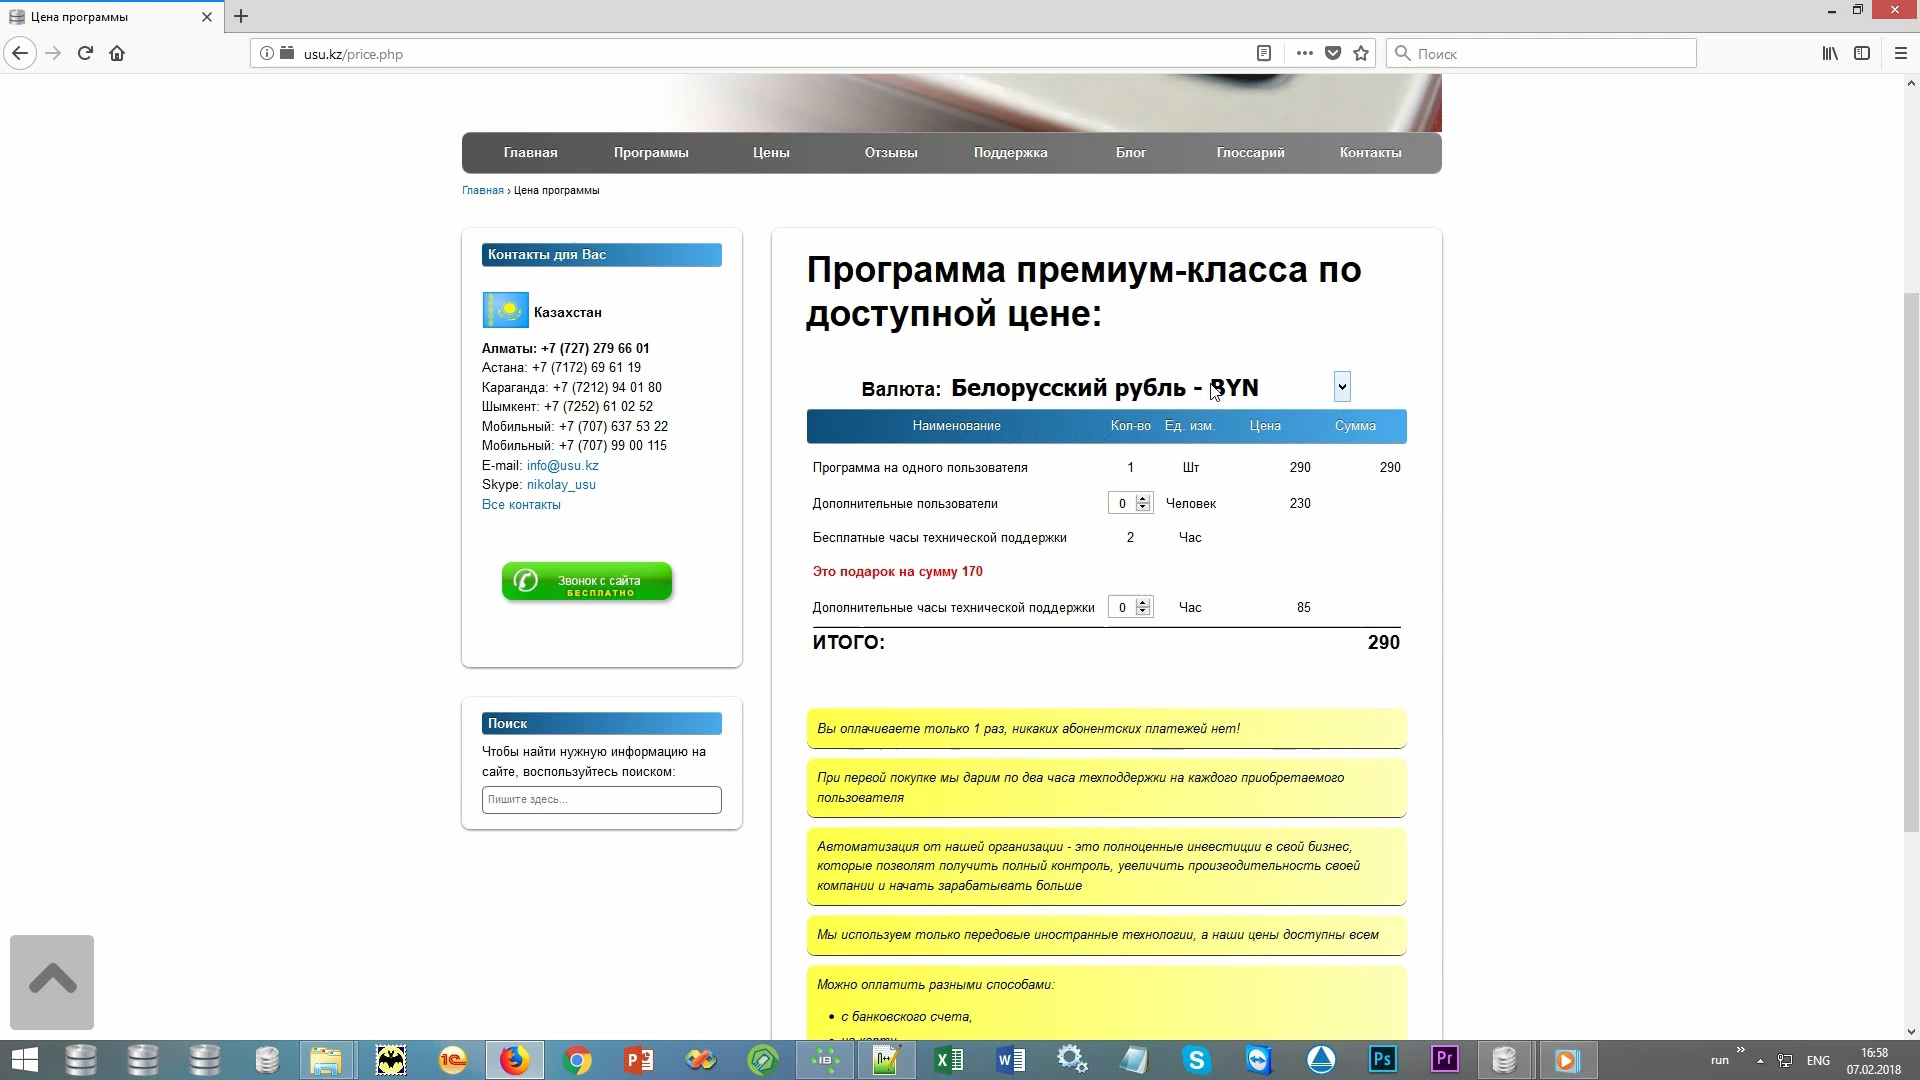 Цена программы
usu.kz/price.php
Поиск
Главная Программы Цены Отзывы Поддержка Блог Глоссарий Контакты
Главная › Цена программы
Контакты для Вас
Казахстан
Алматы: +7 (727) 279 66 01
Астана: +7 (7172) 69 61 19
Караганда: +7 (7212) 94 01 80
Шымкент: +7 (7252) 61 02 52
Мобильный: +7 (707) 637 53 22
Мобильный: +7 (707) 99 00 115
E-mail: info@usu.kz
Skype: nikolay_usu
Все контакты
Звонок с сайта
БЕСПЛАТНО
Поиск
Чтобы найти нужную информацию на
сайте, воспользуйтесь поиском:
Пишите здесь...
Программа премиум-класса по
доступной цене:
Валюта: Белорусский рубль - BYN
Наименование Кол-во Ед. изм. Цена Сумма
Программа на одного пользователя 1 Шт 290 290
Дополнительные пользователи 0 Человек 230
Бесплатные часы технической поддержки 2 Час
Это подарок на сумму 170
Дополнительные часы технической поддержки 0 Час 85
ИТОГО: 290
Вы оплачиваете только 1 раз, никаких абонентских платежей нет!
При первой покупке мы дарим по два часа техподдержки на каждого приобретаемого
пользователя
Автоматизация от нашей организации - это полноценные инвестиции в свой бизнес,
которые позволят получить полный контроль, увеличить производительность своей
компании и начать зарабатывать больше
Мы используем только передовые иностранные технологии, а наши цены доступны всем
Можно оплатить разными способами:
• с банковского счета,
run » ENG 16:58
07.02.2018